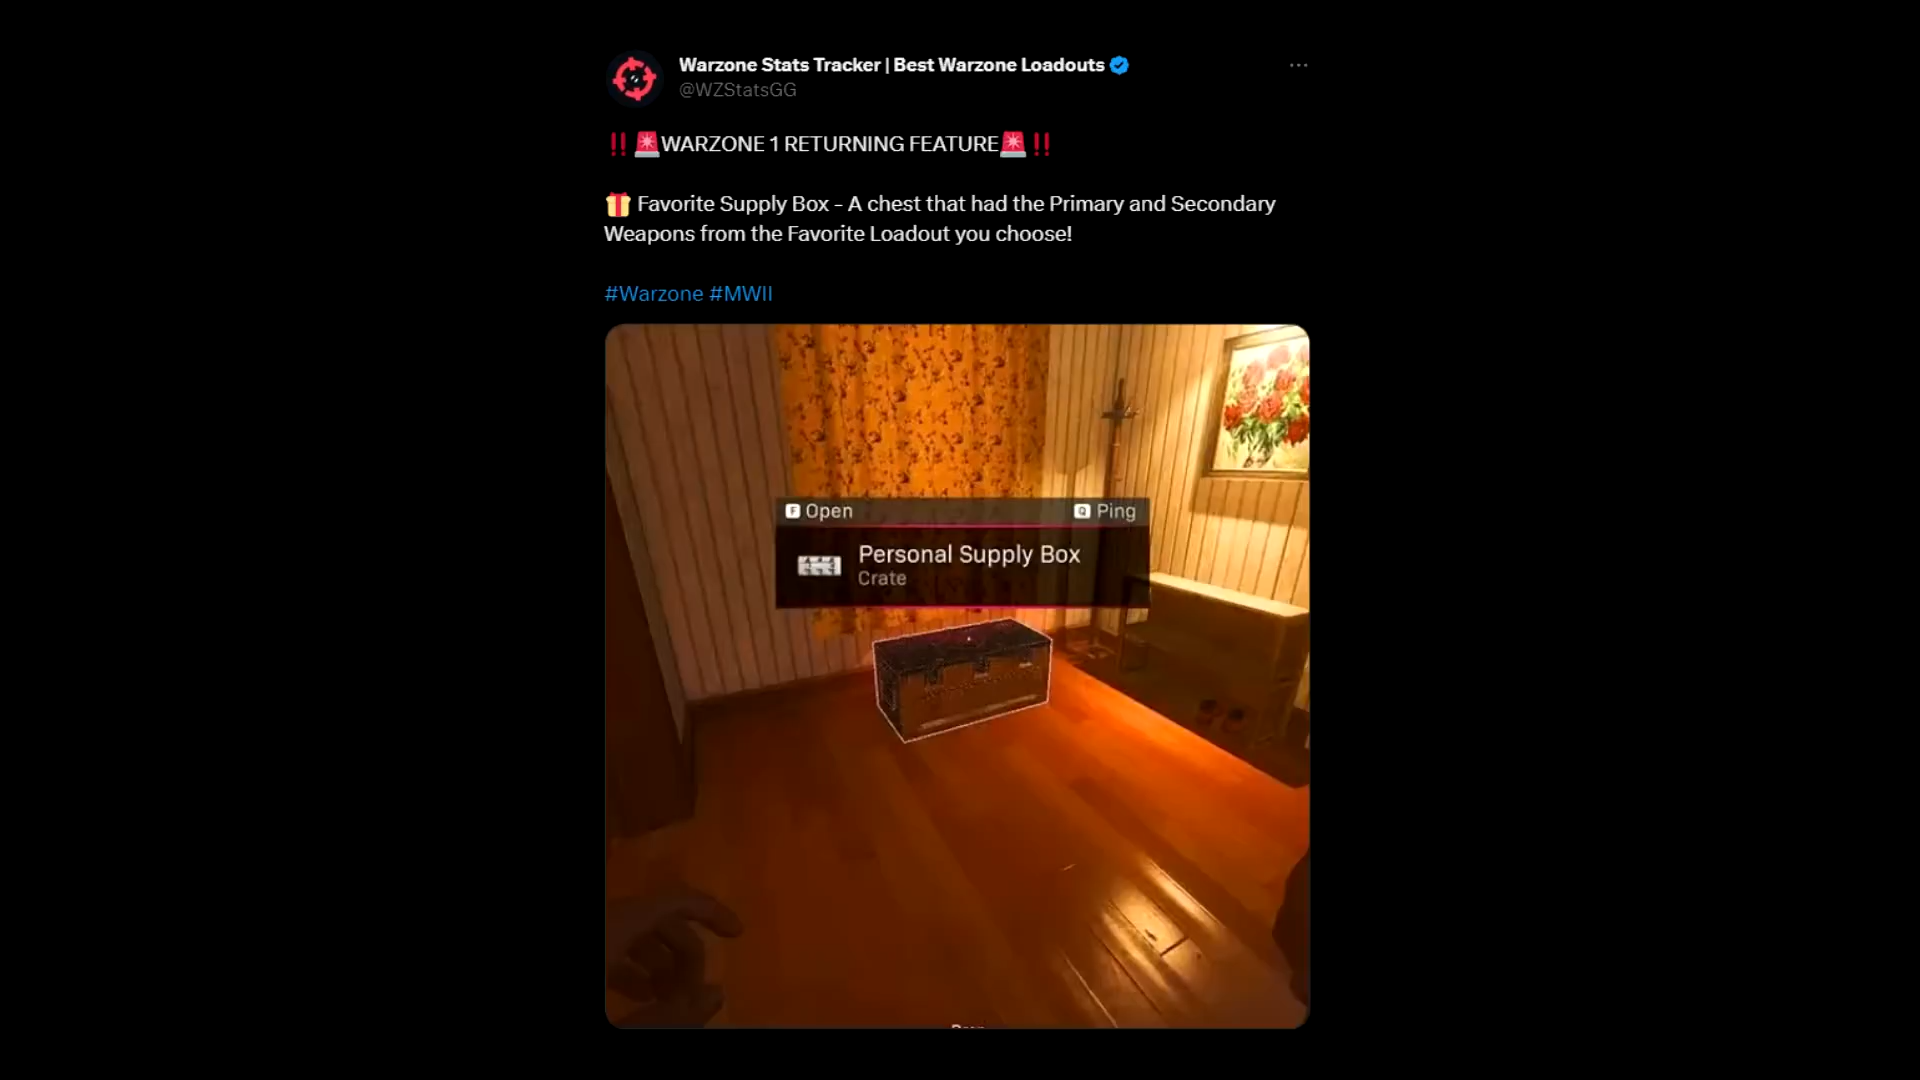 Warzone Stats Tracker | Best Warzone Loadouts
@WZStatsGG
‼️🚨WARZONE 1 RETURNING FEATURE🚨‼️
🎁 Favorite Supply Box - A chest that had the Primary and Secondary
Weapons from the Favorite Loadout you choose!
#Warzone #MWII
F Open Q Ping
Personal Supply Box
Crate